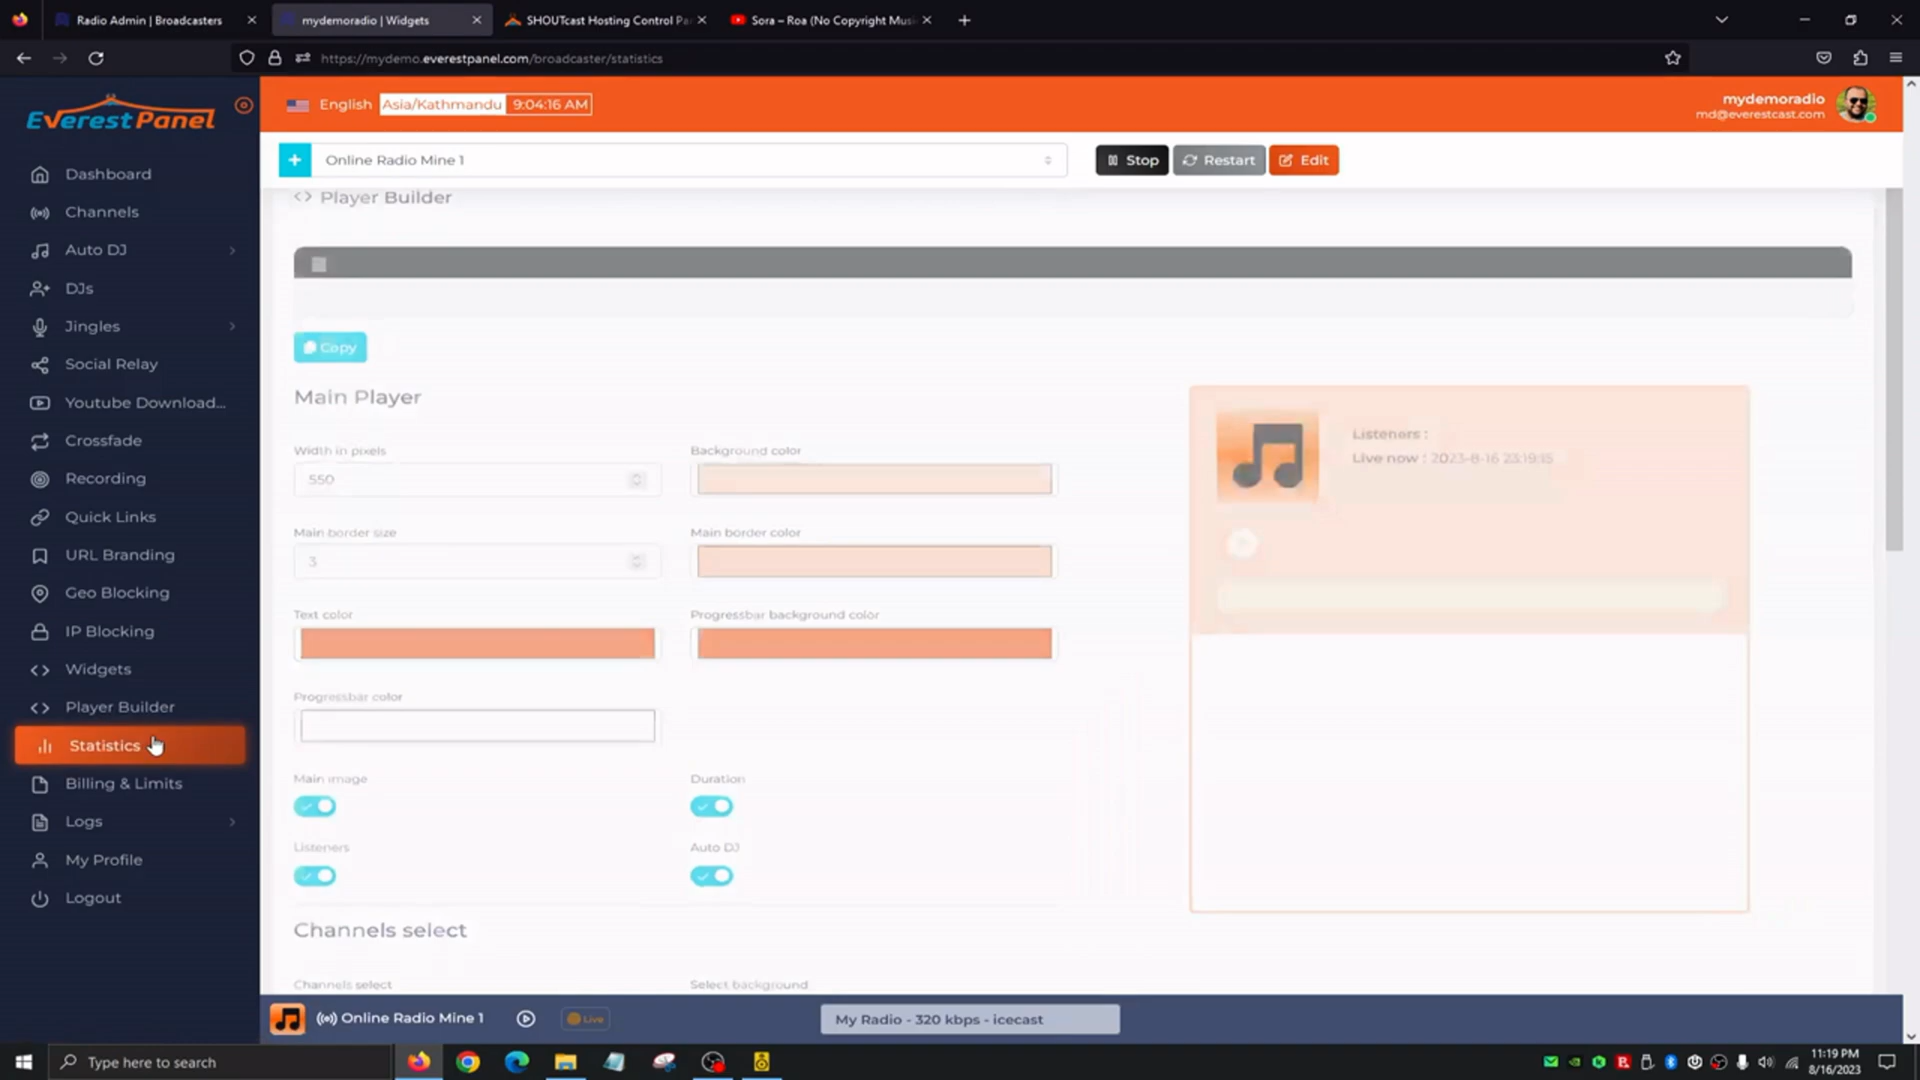 Radio Admin | Broadcasters
mydemoradio | Widgets
SHOUTcast Hosting Control Pa
Sora – Roa (No Copyright Musi
https://mydemo.everestpanel.com/broadcaster/statistics
EverestPanel
English
Asia/Kathmandu
9:04:16 AM
mydemoradio
md@everestcast.com
Online Radio Mine 1
Stop
Restart
Edit
Dashboard
Channels
Auto DJ
DJs
Jingles
Social Relay
Youtube Download...
Crossfade
Recording
Quick Links
URL Branding
Geo Blocking
IP Blocking
Widgets
Player Builder
Statistics
Billing & Limits
Logs
My Profile
Logout
Player Builder
Copy
Main Player
Width in pixels
Background color
550
Main border size
Main border color
3
Text color
Progressbar background color
Progressbar color
Main image
Duration
Listeners
Auto DJ
Channels select
Channels select
Select background
Listenors :
Live now : 2023-8-16 23:19:15
Online Radio Mine 1
Live
My Radio - 320 kbps - icecast
Type here to search
11:19 PM
8/16/2023